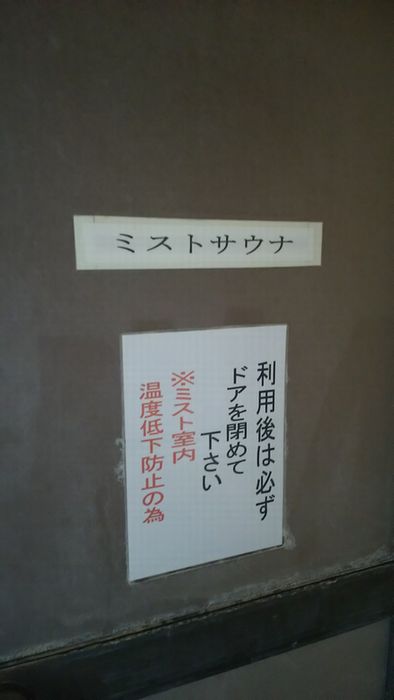 ミストサウナ
利用後は必ず
ドアを閉めて
下さい
※ミスト室内
温度低下防止の為